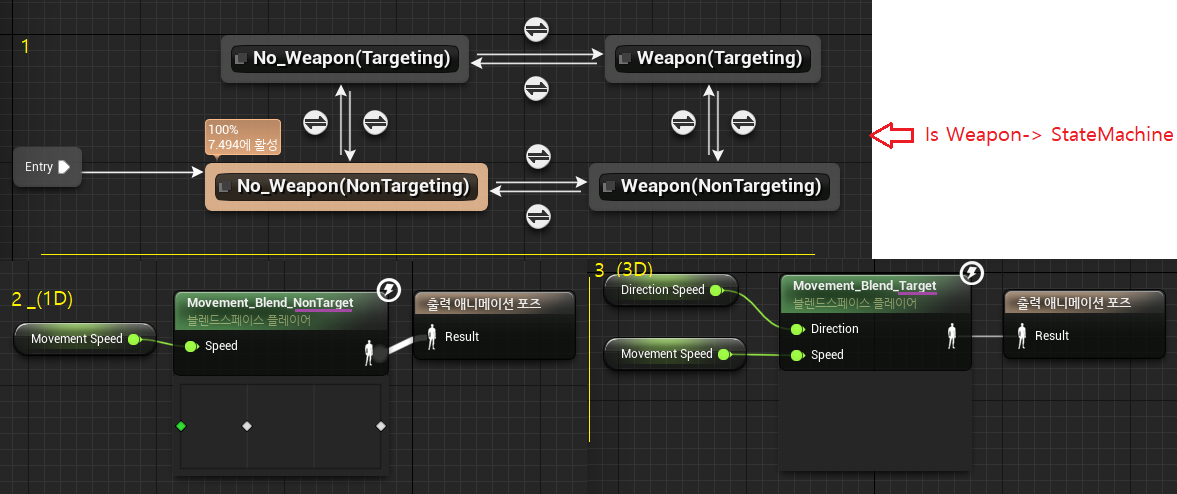 1
No_Weapon(Targeting)
Weapon(Targeting)
100%
7.494에 활성
Entry
No_Weapon(NonTargeting)
Weapon(NonTargeting)
Is Weapon-> StateMachine
2 _(1D)
Movement_Blend_NonTarget
블렌드스페이스 플레이어
Movement Speed
Speed
출력 애니메이션 포즈
Result
3_(3D)
Direction Speed
Movement Speed
Movement_Blend_Target
블렌드스페이스 플레이어
Direction
Speed
출력 애니메이션 포즈
Result